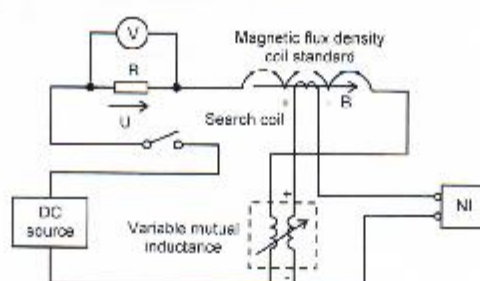 V
Magnetic flux density
coil standard
R
B
U
Search coil
DC
source
Variable mutual
inductance
+
-
NI